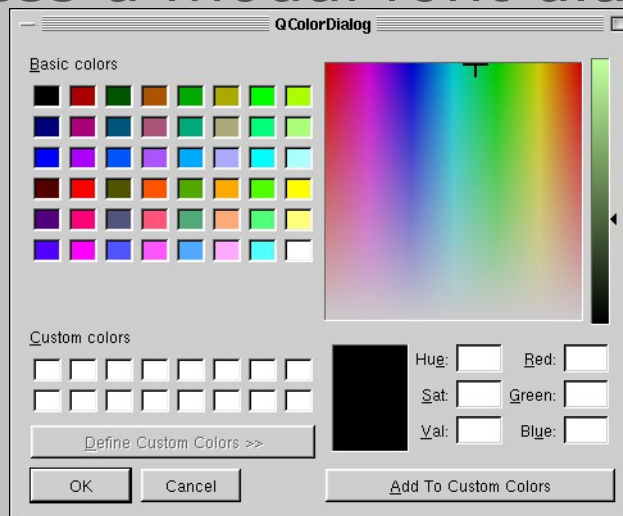 QColorDialog
Basic colors
Custom colors
Define Custom Colors >>
OK
Cancel
Hue:
Red:
Sat:
Green:
Val:
Blue:
Add To Custom Colors